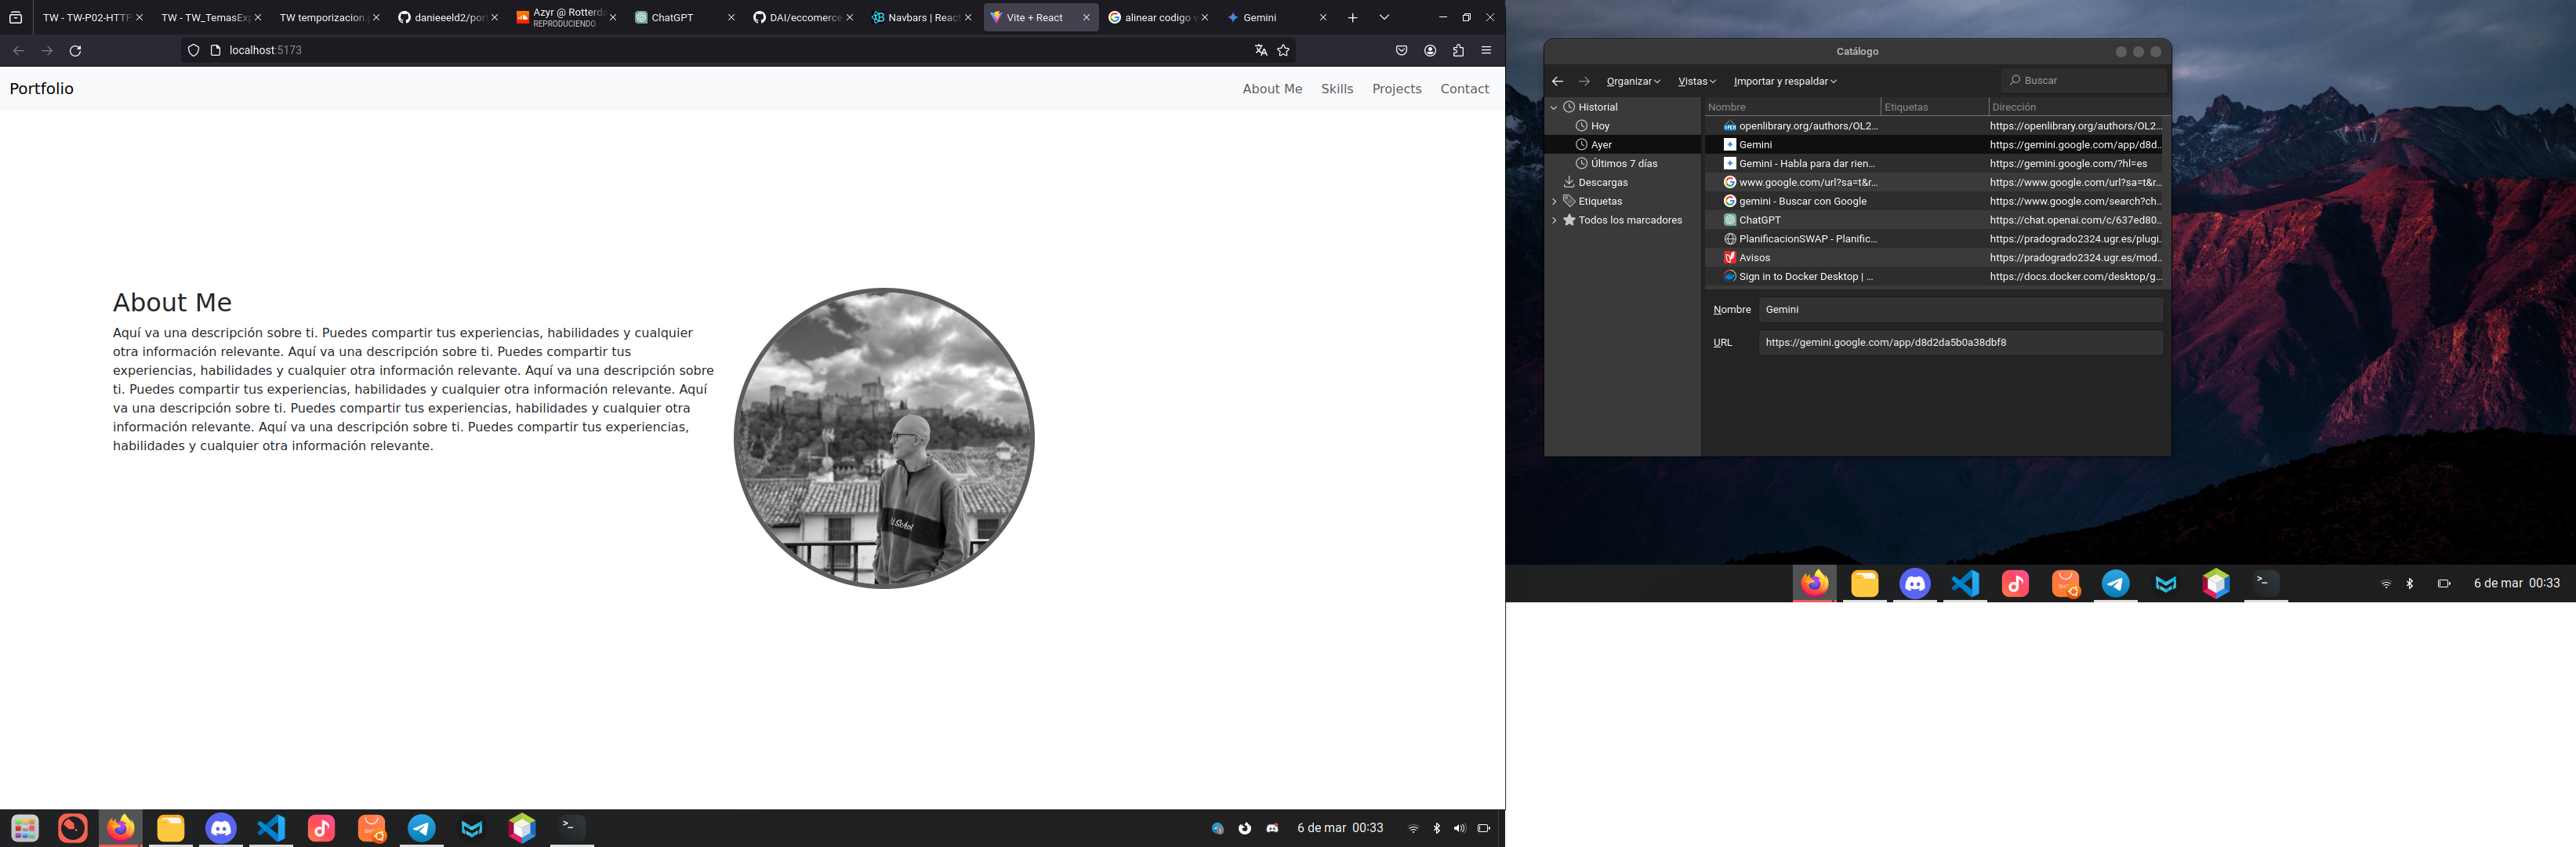 TW - TW-P02-HTTP
TW - TW_TemasExp
TW temporizacion.p
danieeeld2/port
Azyr @ Rotterda
REPRODUCIENDO
ChatGPT
DAI/eccomerce
Navbars | React
Vite + React
alinear codigo v
Gemini
localhost:5173
Portfolio
About Me
Skills
Projects
Contact
About Me
Aquí va una descripción sobre ti. Puedes compartir tus experiencias, habilidades y cualquier
otra información relevante. Aquí va una descripción sobre ti. Puedes compartir tus
experiencias, habilidades y cualquier otra información relevante. Aquí va una descripción sobre
ti. Puedes compartir tus experiencias, habilidades y cualquier otra información relevante. Aquí
va una descripción sobre ti. Puedes compartir tus experiencias, habilidades y cualquier otra
información relevante. Aquí va una descripción sobre ti. Puedes compartir tus experiencias,
habilidades y cualquier otra información relevante.
6 de mar 00:33
Catálogo
Organizar
Vistas
Importar y respaldar
Buscar
Historial
Hoy
Ayer
Últimos 7 días
Descargas
Etiquetas
Todos los marcadores
Nombre Etiquetas Dirección
openlibrary.org/authors/OL2… https://openlibrary.org/authors/OL2…
Gemini https://gemini.google.com/app/d8d…
Gemini - Habla para dar rien… https://gemini.google.com/?hl=es
www.google.com/url?sa=t&r… https://www.google.com/url?sa=t&r…
gemini - Buscar con Google https://www.google.com/search?ch…
ChatGPT https://chat.openai.com/c/637ed80…
PlanificacionSWAP - Planific… https://pradogrado2324.ugr.es/plugi…
Avisos https://pradogrado2324.ugr.es/mod…
Sign in to Docker Desktop | … https://docs.docker.com/desktop/g…
Nombre Gemini
URL https://gemini.google.com/app/d8d2da5b0a38dbf8
6 de mar 00:33